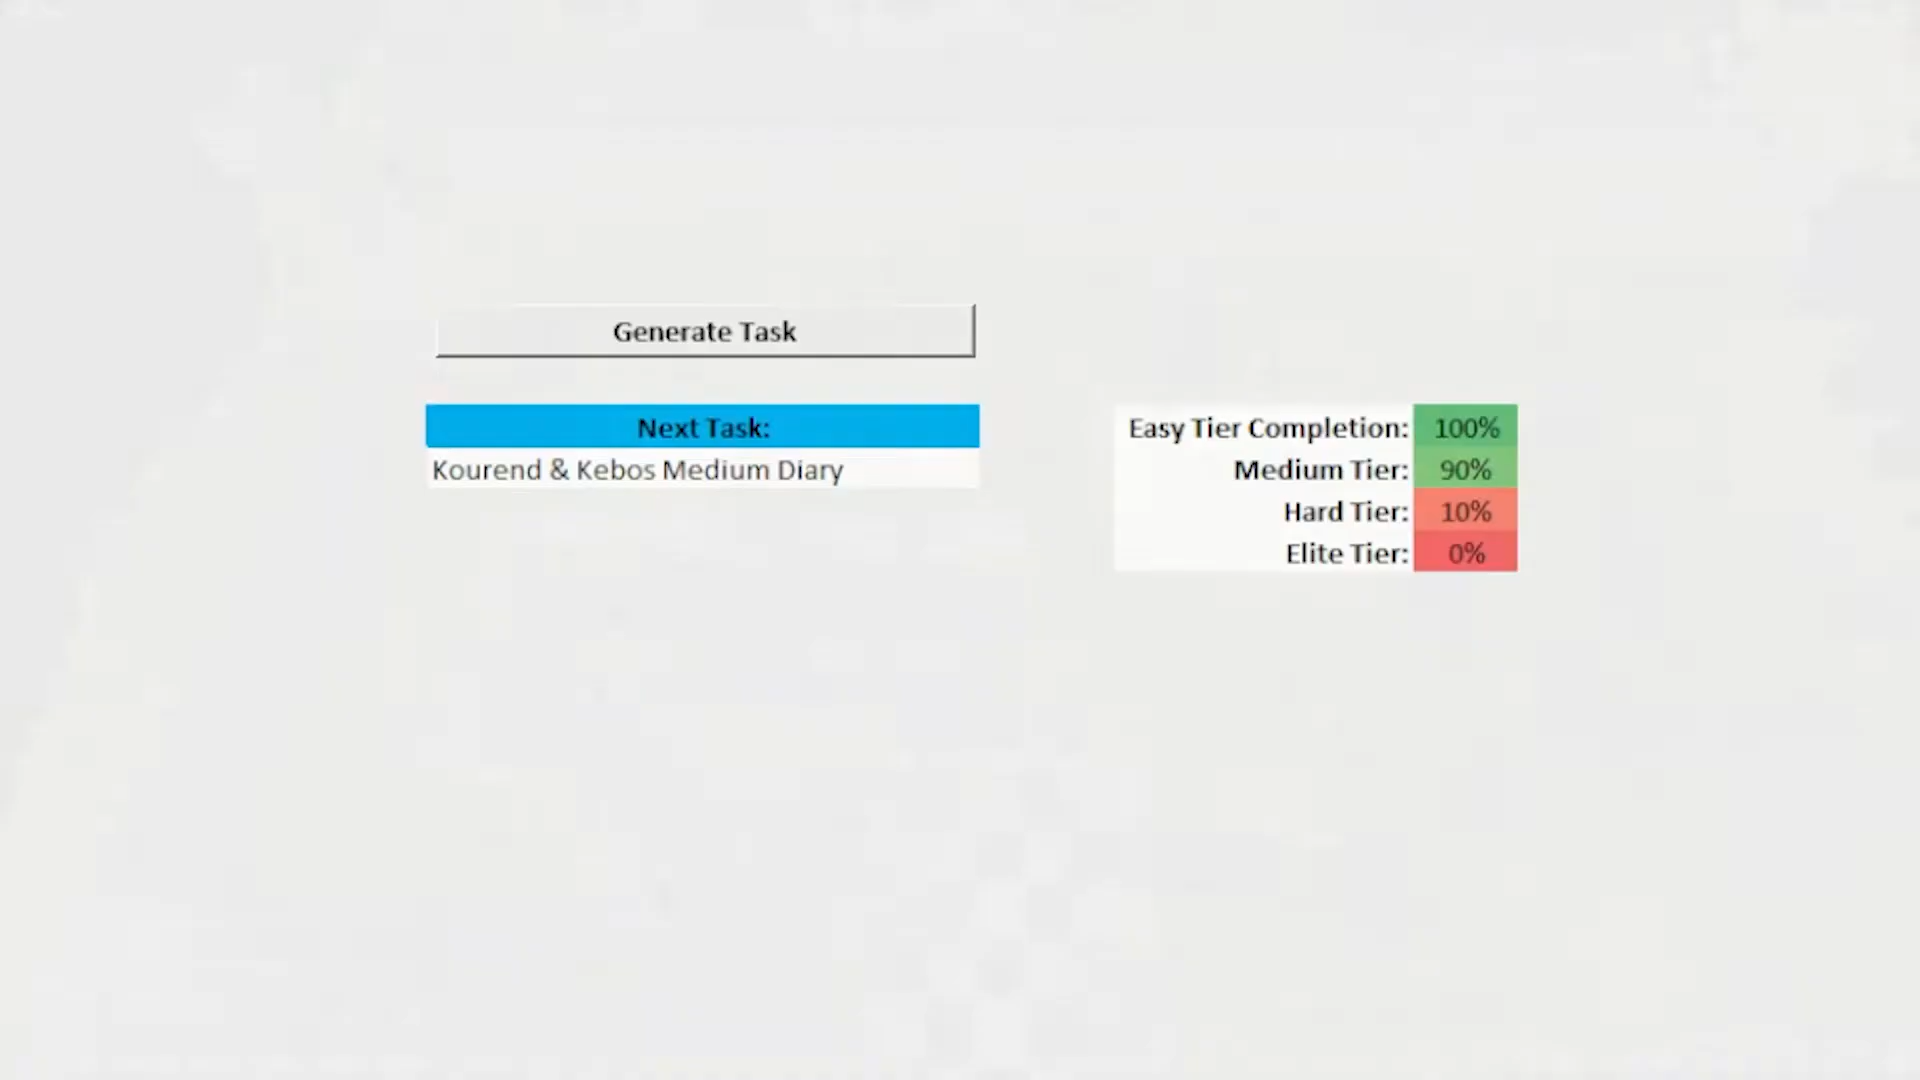 Generate Task
Next Task:
Kourend & Kebos Medium Diary
Easy Tier Completion: 100%
Medium Tier: 90%
Hard Tier: 10%
Elite Tier: 0%